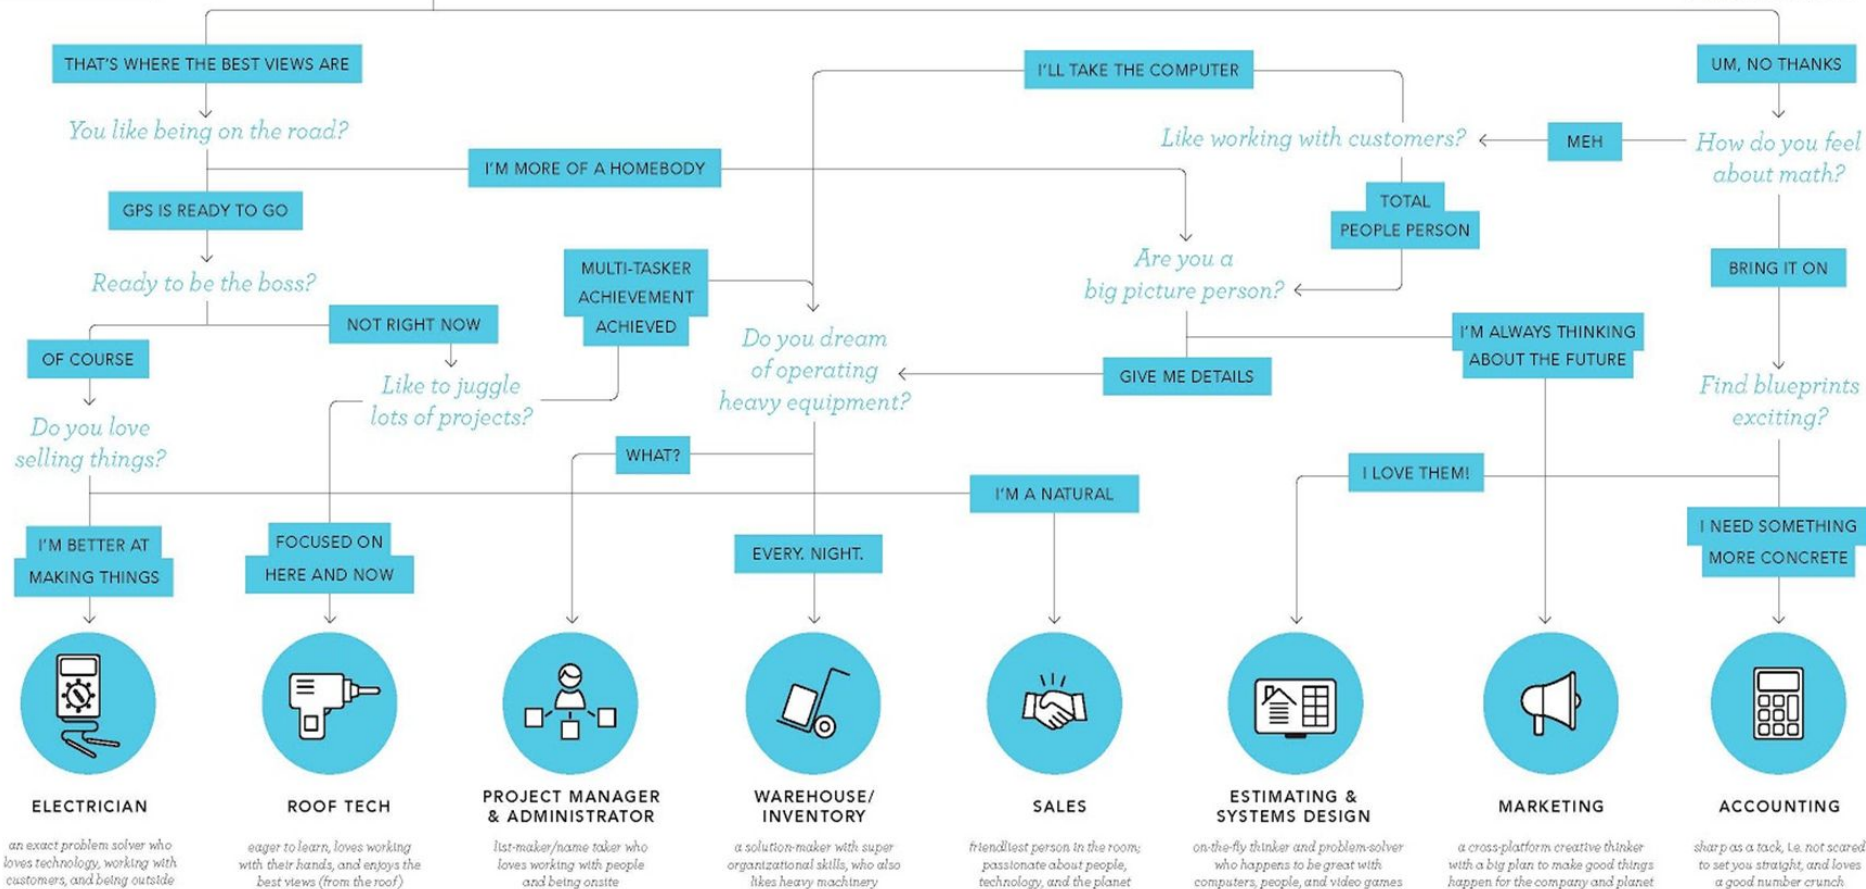 THAT'S WHERE THE BEST VIEWS ARE
I'LL TAKE THE COMPUTER
UM, NO THANKS
You like being on the road?
Like working with customers?
MEH
How do you feel
about math?
I'M MORE OF A HOMEBODY
GPS IS READY TO GO
TOTAL
PEOPLE PERSON
Ready to be the boss?
MULTI-TASKER
ACHIEVEMENT
ACHIEVED
Are you a
big picture person?
BRING IT ON
NOT RIGHT NOW
OF COURSE
Like to juggle
lots of projects?
Do you dream
of operating
heavy equipment?
GIVE ME DETAILS
I'M ALWAYS THINKING
ABOUT THE FUTURE
Find blueprints
exciting?
Do you love
selling things?
WHAT?
I'M A NATURAL
I LOVE THEM!
I'M BETTER AT
MAKING THINGS
FOCUSED ON
HERE AND NOW
EVERY. NIGHT.
I NEED SOMETHING
MORE CONCRETE
ELECTRICIAN
an exact problem solver who
loves technology, working with
customers, and being outside
ROOF TECH
eager to learn, loves working
with their hands, and enjoys the
best views (from the roof)
PROJECT MANAGER
& ADMINISTRATOR
list-maker/name taker who
loves working with people
and being onsite
WAREHOUSE/
INVENTORY
a solution-maker with super
organizational skills, who also
likes heavy machinery
SALES
friendliest person in the room;
passionate about people,
technology, and the planet
ESTIMATING &
SYSTEMS DESIGN
on-the-fly thinker and problem-solver
who happens to be great with
computers, people, and video games
MARKETING
a cross-platform creative thinker
with a big plan to make good things
happen for the company and planet
ACCOUNTING
sharp as a tack, i.e. not scared
to set you straight, and loves
a good number crunch